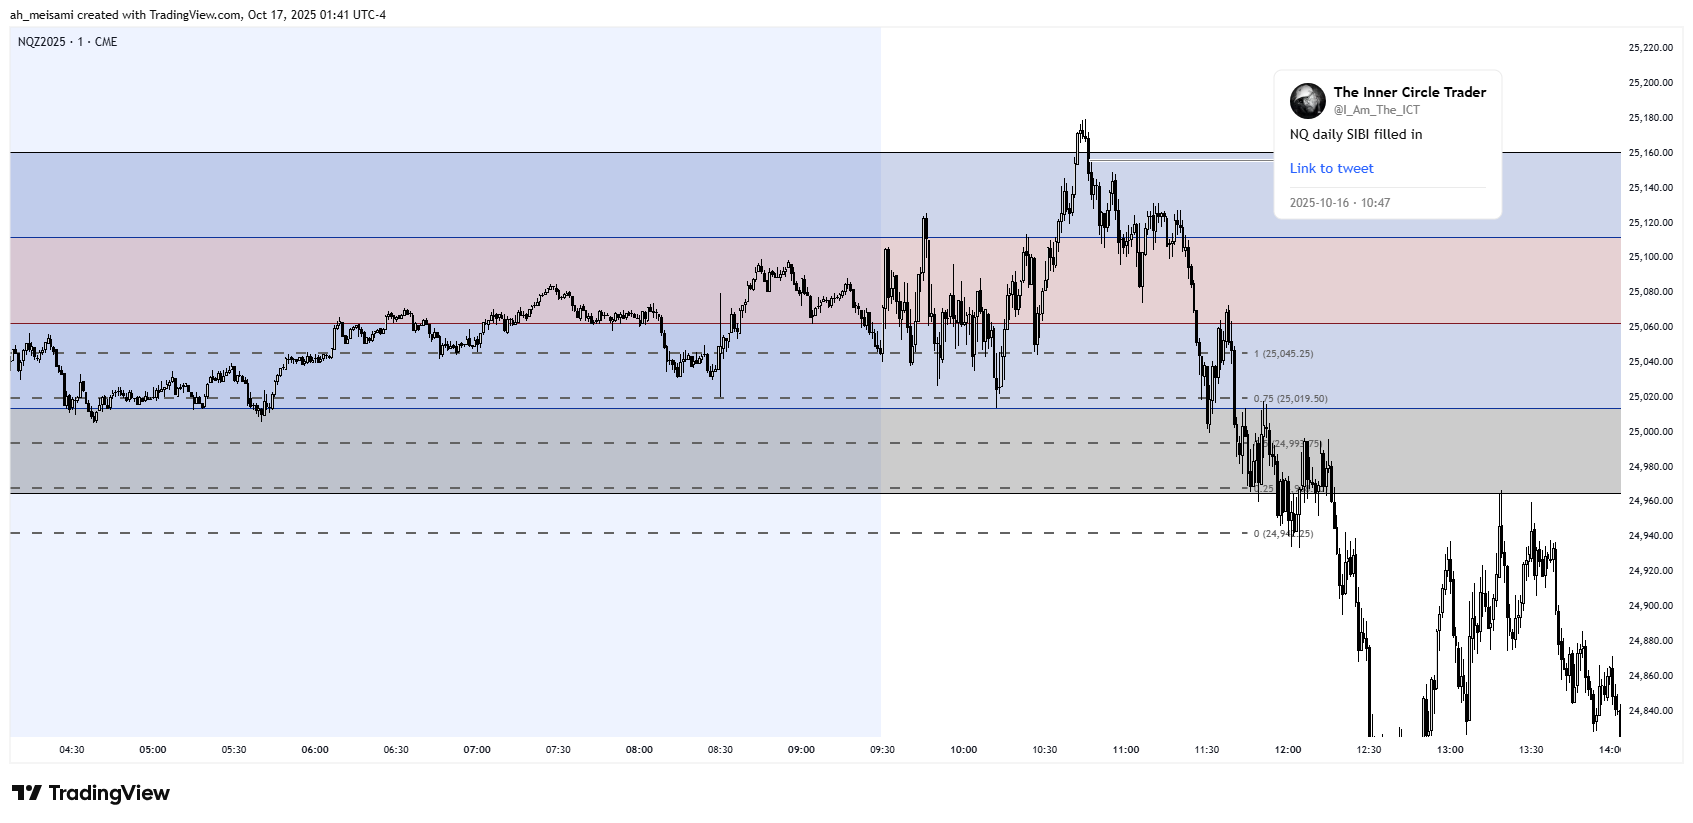 ah_meisami created with TradingView.com, Oct 17, 2025 01:41 UTC-4
NQZ2025 · 1 · CME
The Inner Circle Trader
@I_Am_The_ICT
NQ daily SIBI filled in
Link to tweet
2025-10-16 · 10:47
25,220.00
25,200.00
25,180.00
25,160.00
25,140.00
25,120.00
25,100.00
25,080.00
25,060.00
25,040.00
25,020.00
25,000.00
24,980.00
24,960.00
24,940.00
24,920.00
24,900.00
24,880.00
24,860.00
24,840.00
1 (25,045.25)
0.75 (25,019.50)
0 (24,942.25)
04:30 05:00 05:30 06:00 06:30 07:00 07:30 08:00 08:30 09:00 09:30 10:00 10:30 11:00 11:30 12:00 12:30 13:00 13:30
TradingView